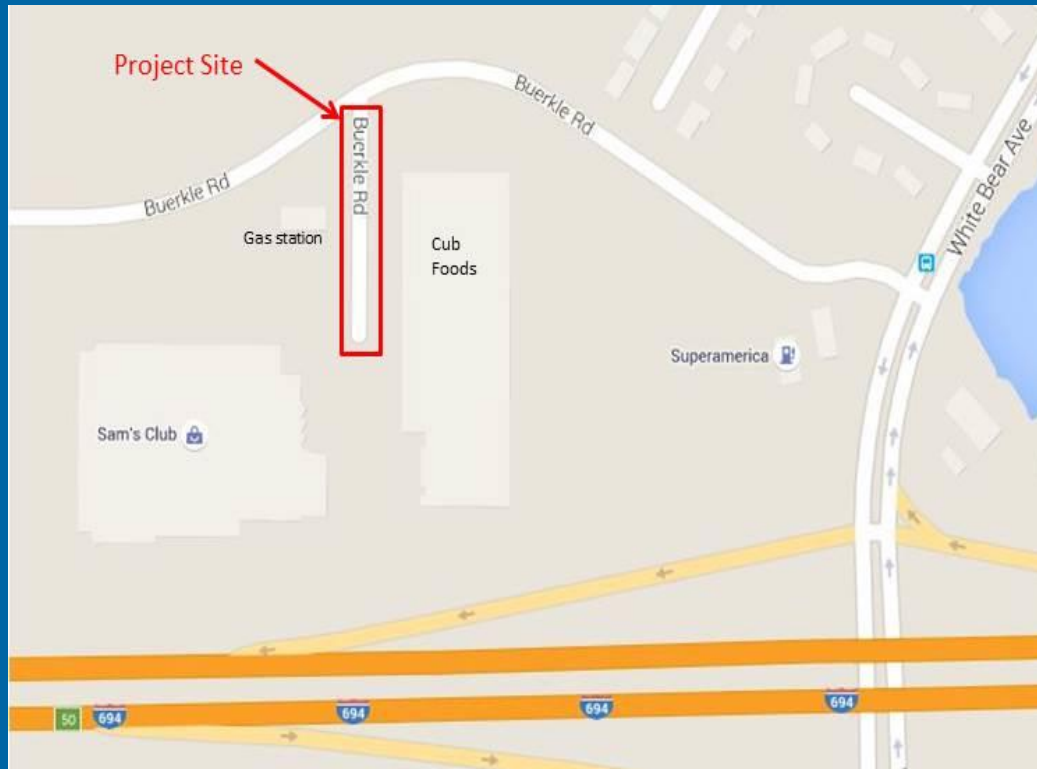 Project Site
Buerkle Rd
Buerkle Rd
Buerkle Rd
White Bear Ave
Gas station
Cub
Foods
Superamerica
Sam's Club
50
694
694
694
694